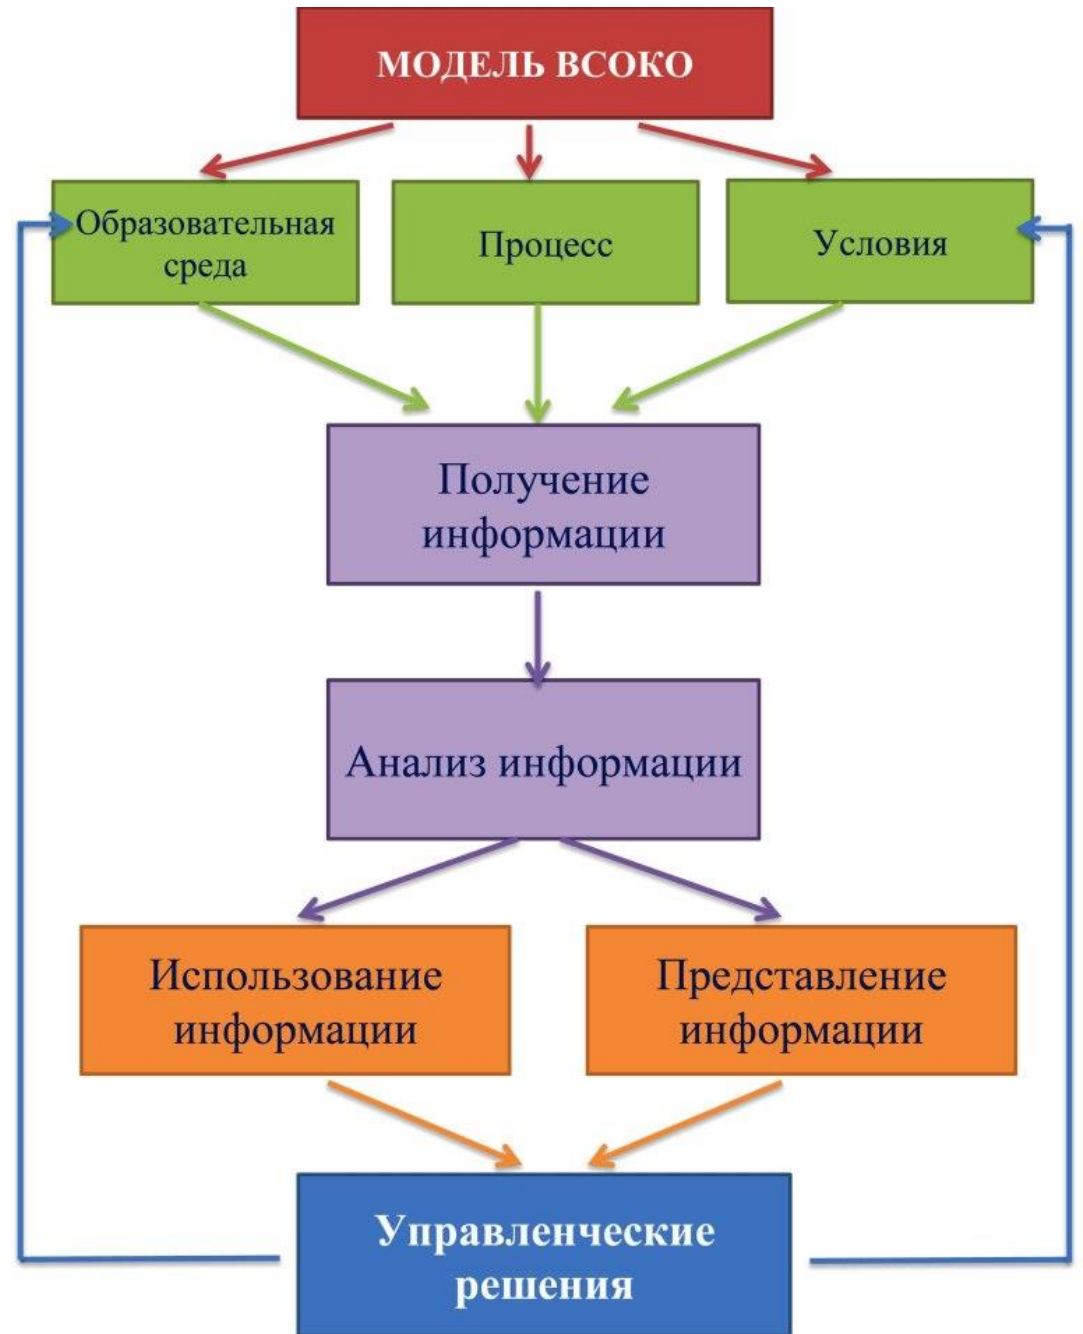 МОДЕЛЬ ВСОКО
Образовательная
среда
Процесс
Условия
Получение
информации
Анализ информации
Использование
информации
Представление
информации
Управленческие
решения